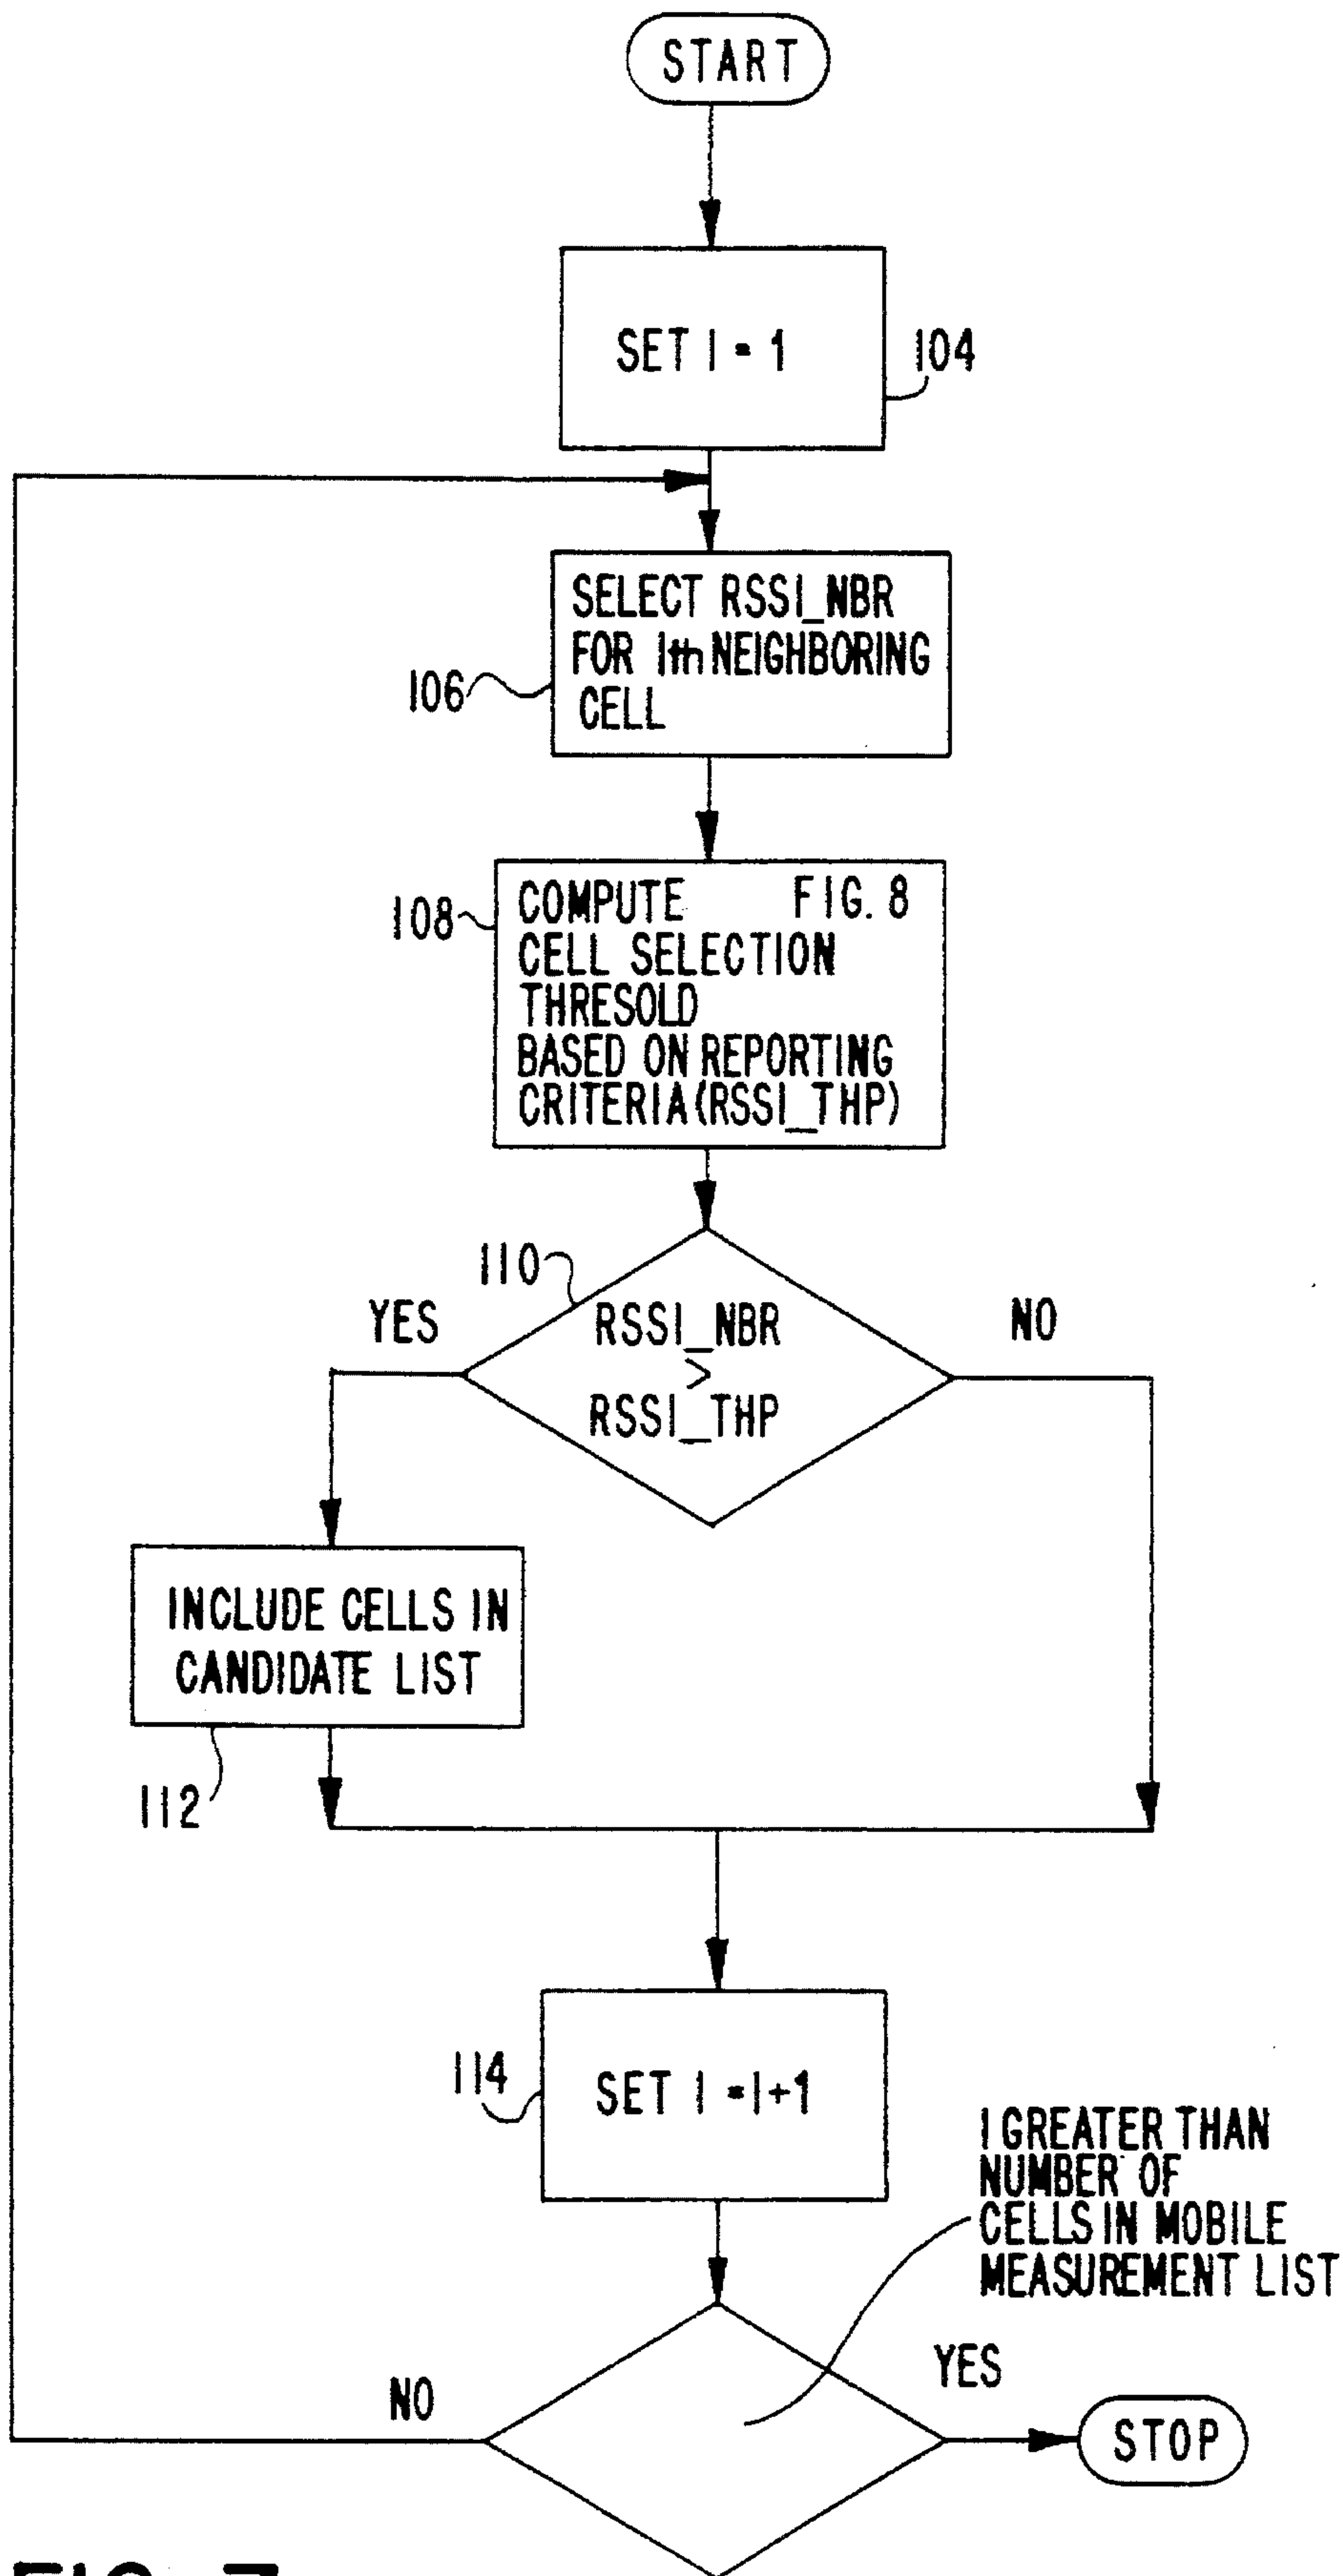 START
SET I = 1
104
SELECT RSSI_NBR
FOR Ith NEIGHBORING
CELL
106
108
COMPUTE FIG. 8
CELL SELECTION
THRESOLD
BASED ON REPORTING
CRITERIA (RSSI_THP)
110
YES
RSSI_NBR
>
RSSI_THP
NO
INCLUDE CELLS IN
CANDIDATE LIST
112
114
SET I = I+1
I GREATER THAN
NUMBER OF
CELLS IN MOBILE
MEASUREMENT LIST
NO
YES
STOP
FIG. 7